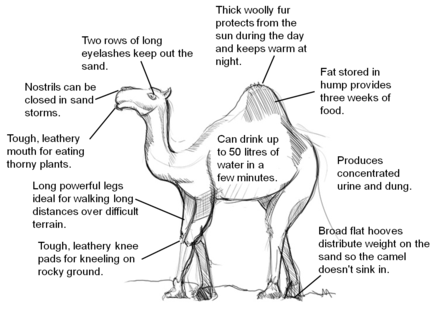 Thick woolly fur
protects from the
sun during the day
and keeps warm at
night.
Two rows of long
eyelashes keep out the
sand.
Fat stored in
hump provides
three weeks of
food.
Nostrils can be
closed in sand
storms.
Tough, leathery
mouth for eating
thorny plants.
Can drink up
to 50 litres of
water in a
few minutes.
Produces
concentrated
urine and dung.
Long powerful legs
ideal for walking long
distances over difficult
terrain.
Broad flat hooves
distribute weight on the
sand so the camel
doesn't sink in.
Tough, leathery knee
pads for kneeling on
rocky ground.